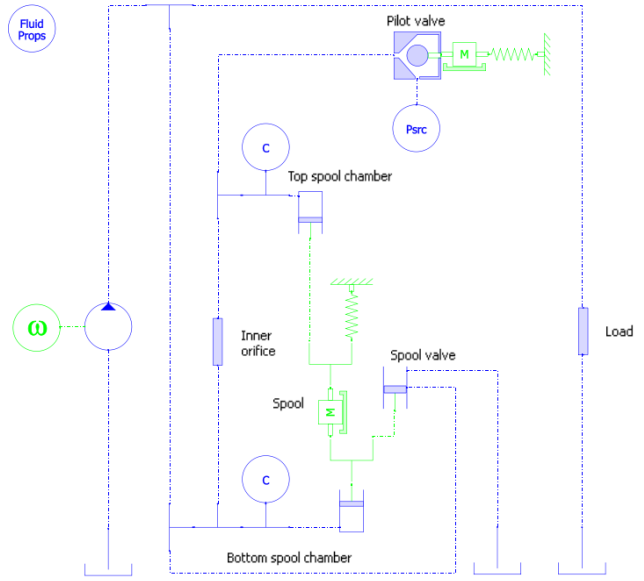 Fluid
Props
Pilot valve
M
Psrc
C
Top spool chamber
ω
Inner
orifice
Load
Spool valve
Spool
M
C
Bottom spool chamber